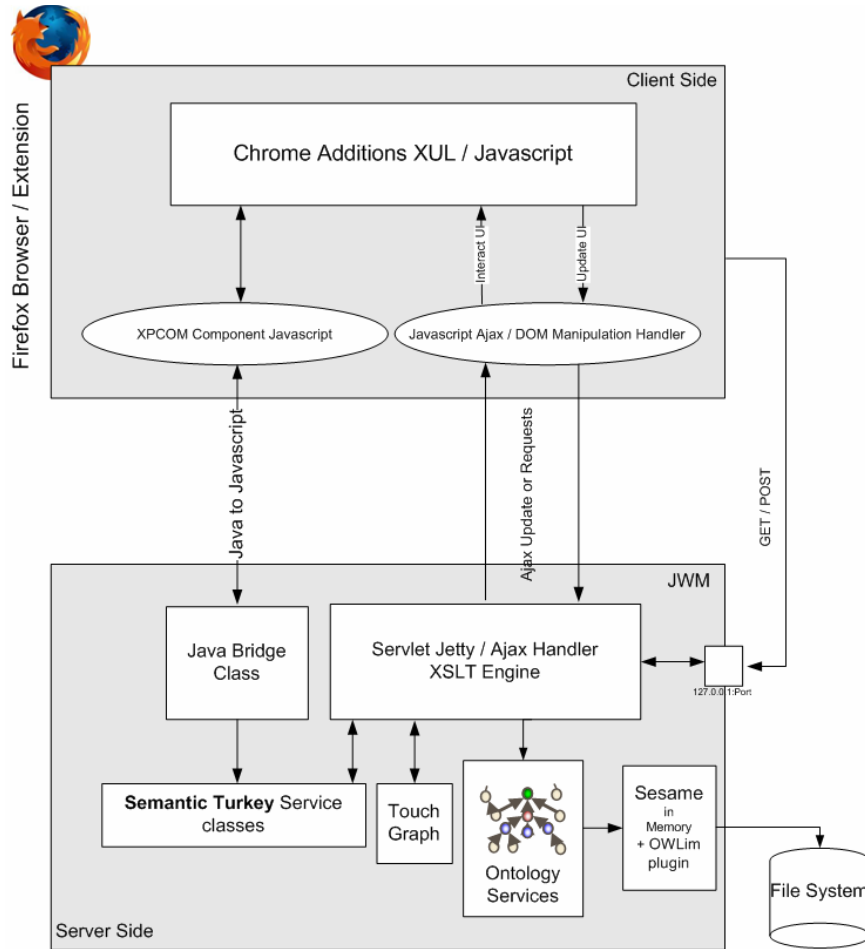 Firefox Browser / Extension
Client Side
Chrome Additions XUL / Javascript
Interact UI
Update UI
XPCOM Component Javascript
Javascript Ajax / DOM Manipulation Handler
Java to Javascript
Ajax Update or Requests
GET / POST
JWM
Java Bridge
Class
Servlet Jetty / Ajax Handler
XSLT Engine
127.0.0.1:Port
Semantic Turkey Service
classes
Touch
Graph
Ontology
Services
Sesame
in
Memory
+ OWLim
plugin
File System
Server Side